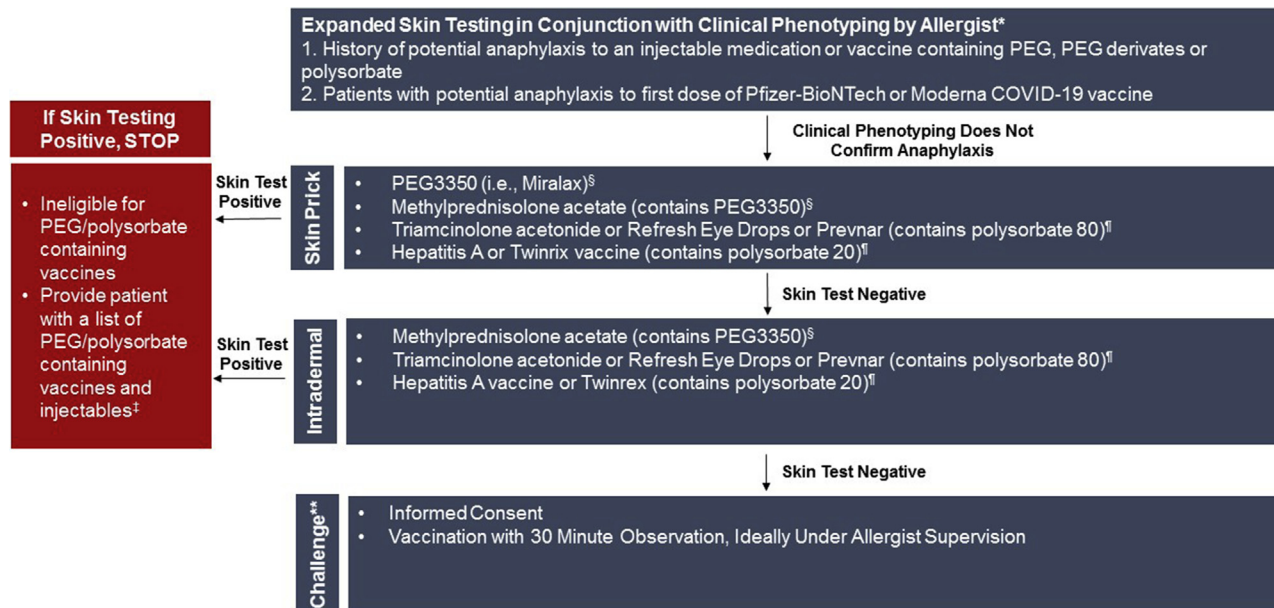 Expanded Skin Testing in Conjunction with Clinical Phenotyping by Allergist*
1. History of potential anaphylaxis to an injectable medication or vaccine containing PEG, PEG derivates or
polysorbate
2. Patients with potential anaphylaxis to first dose of Pfizer-BioNTech or Moderna COVID-19 vaccine
Clinical Phenotyping Does Not
Confirm Anaphylaxis
If Skin Testing
Positive, STOP
• Ineligible for
PEG/polysorbate
containing
vaccines
• Provide patient
with a list of
PEG/polysorbate
containing
vaccines and
injectables‡
Skin Test
Positive
Skin Prick
• PEG3350 (i.e., Miralax)§
• Methylprednisolone acetate (contains PEG3350)§
• Triamcinolone acetonide or Refresh Eye Drops or Prevnar (contains polysorbate 80)¶
• Hepatitis A or Twinrix vaccine (contains polysorbate 20)¶
Skin Test Negative
Skin Test
Positive
Intradermal
• Methylprednisolone acetate (contains PEG3350)§
• Triamcinolone acetonide or Refresh Eye Drops or Prevnar (contains polysorbate 80)¶
• Hepatitis A vaccine or Twinrex (contains polysorbate 20)¶
Skin Test Negative
Challenge**
• Informed Consent
• Vaccination with 30 Minute Observation, Ideally Under Allergist Supervision